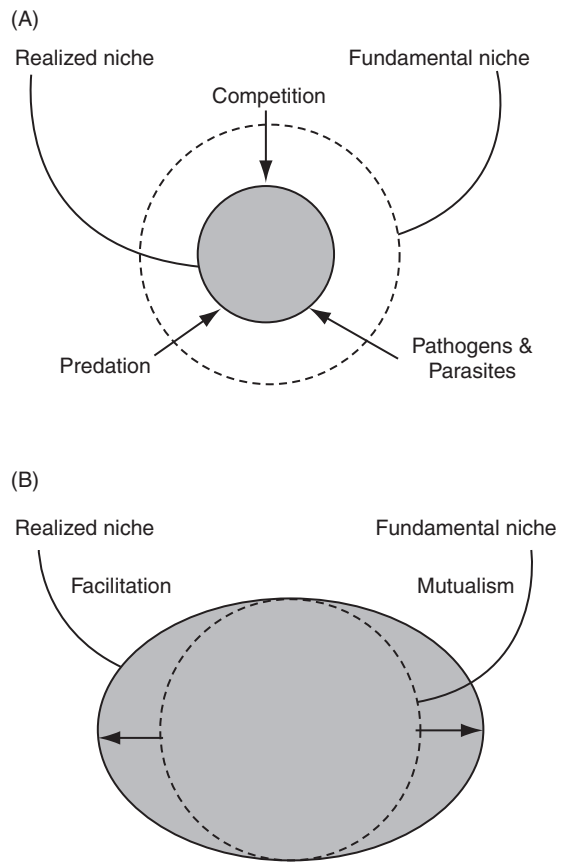 (A)
Realized niche
Fundamental niche
Competition
Predation
Pathogens &
Parasites
(B)
Realized niche
Fundamental niche
Facilitation
Mutualism